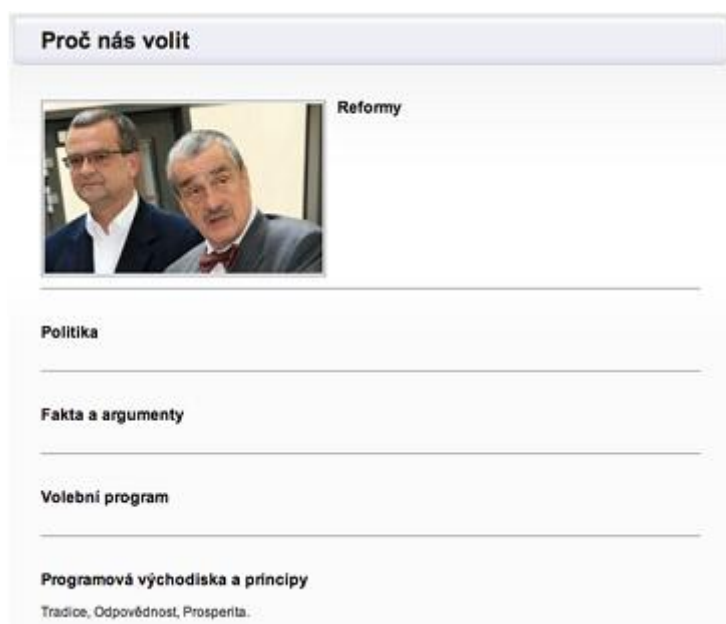 Proč nás volit
Reformy
Politika
Fakta a argumenty
Volební program
Programová východiska a principy
Tradice, Odpovědnost, Prosperita.